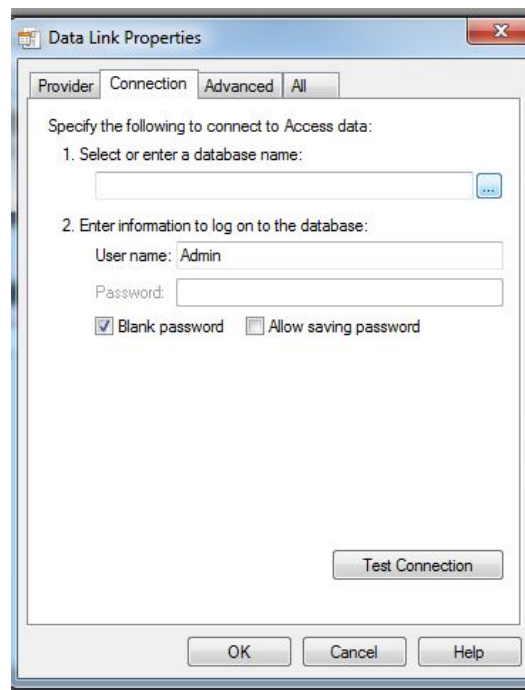 Data Link Properties
X
Provider Connection Advanced All
Specify the following to connect to Access data:
1. Select or enter a database name:
...
2. Enter information to log on to the database:
User name: Admin
Password:
Blank password Allow saving password
Test Connection
OK Cancel Help